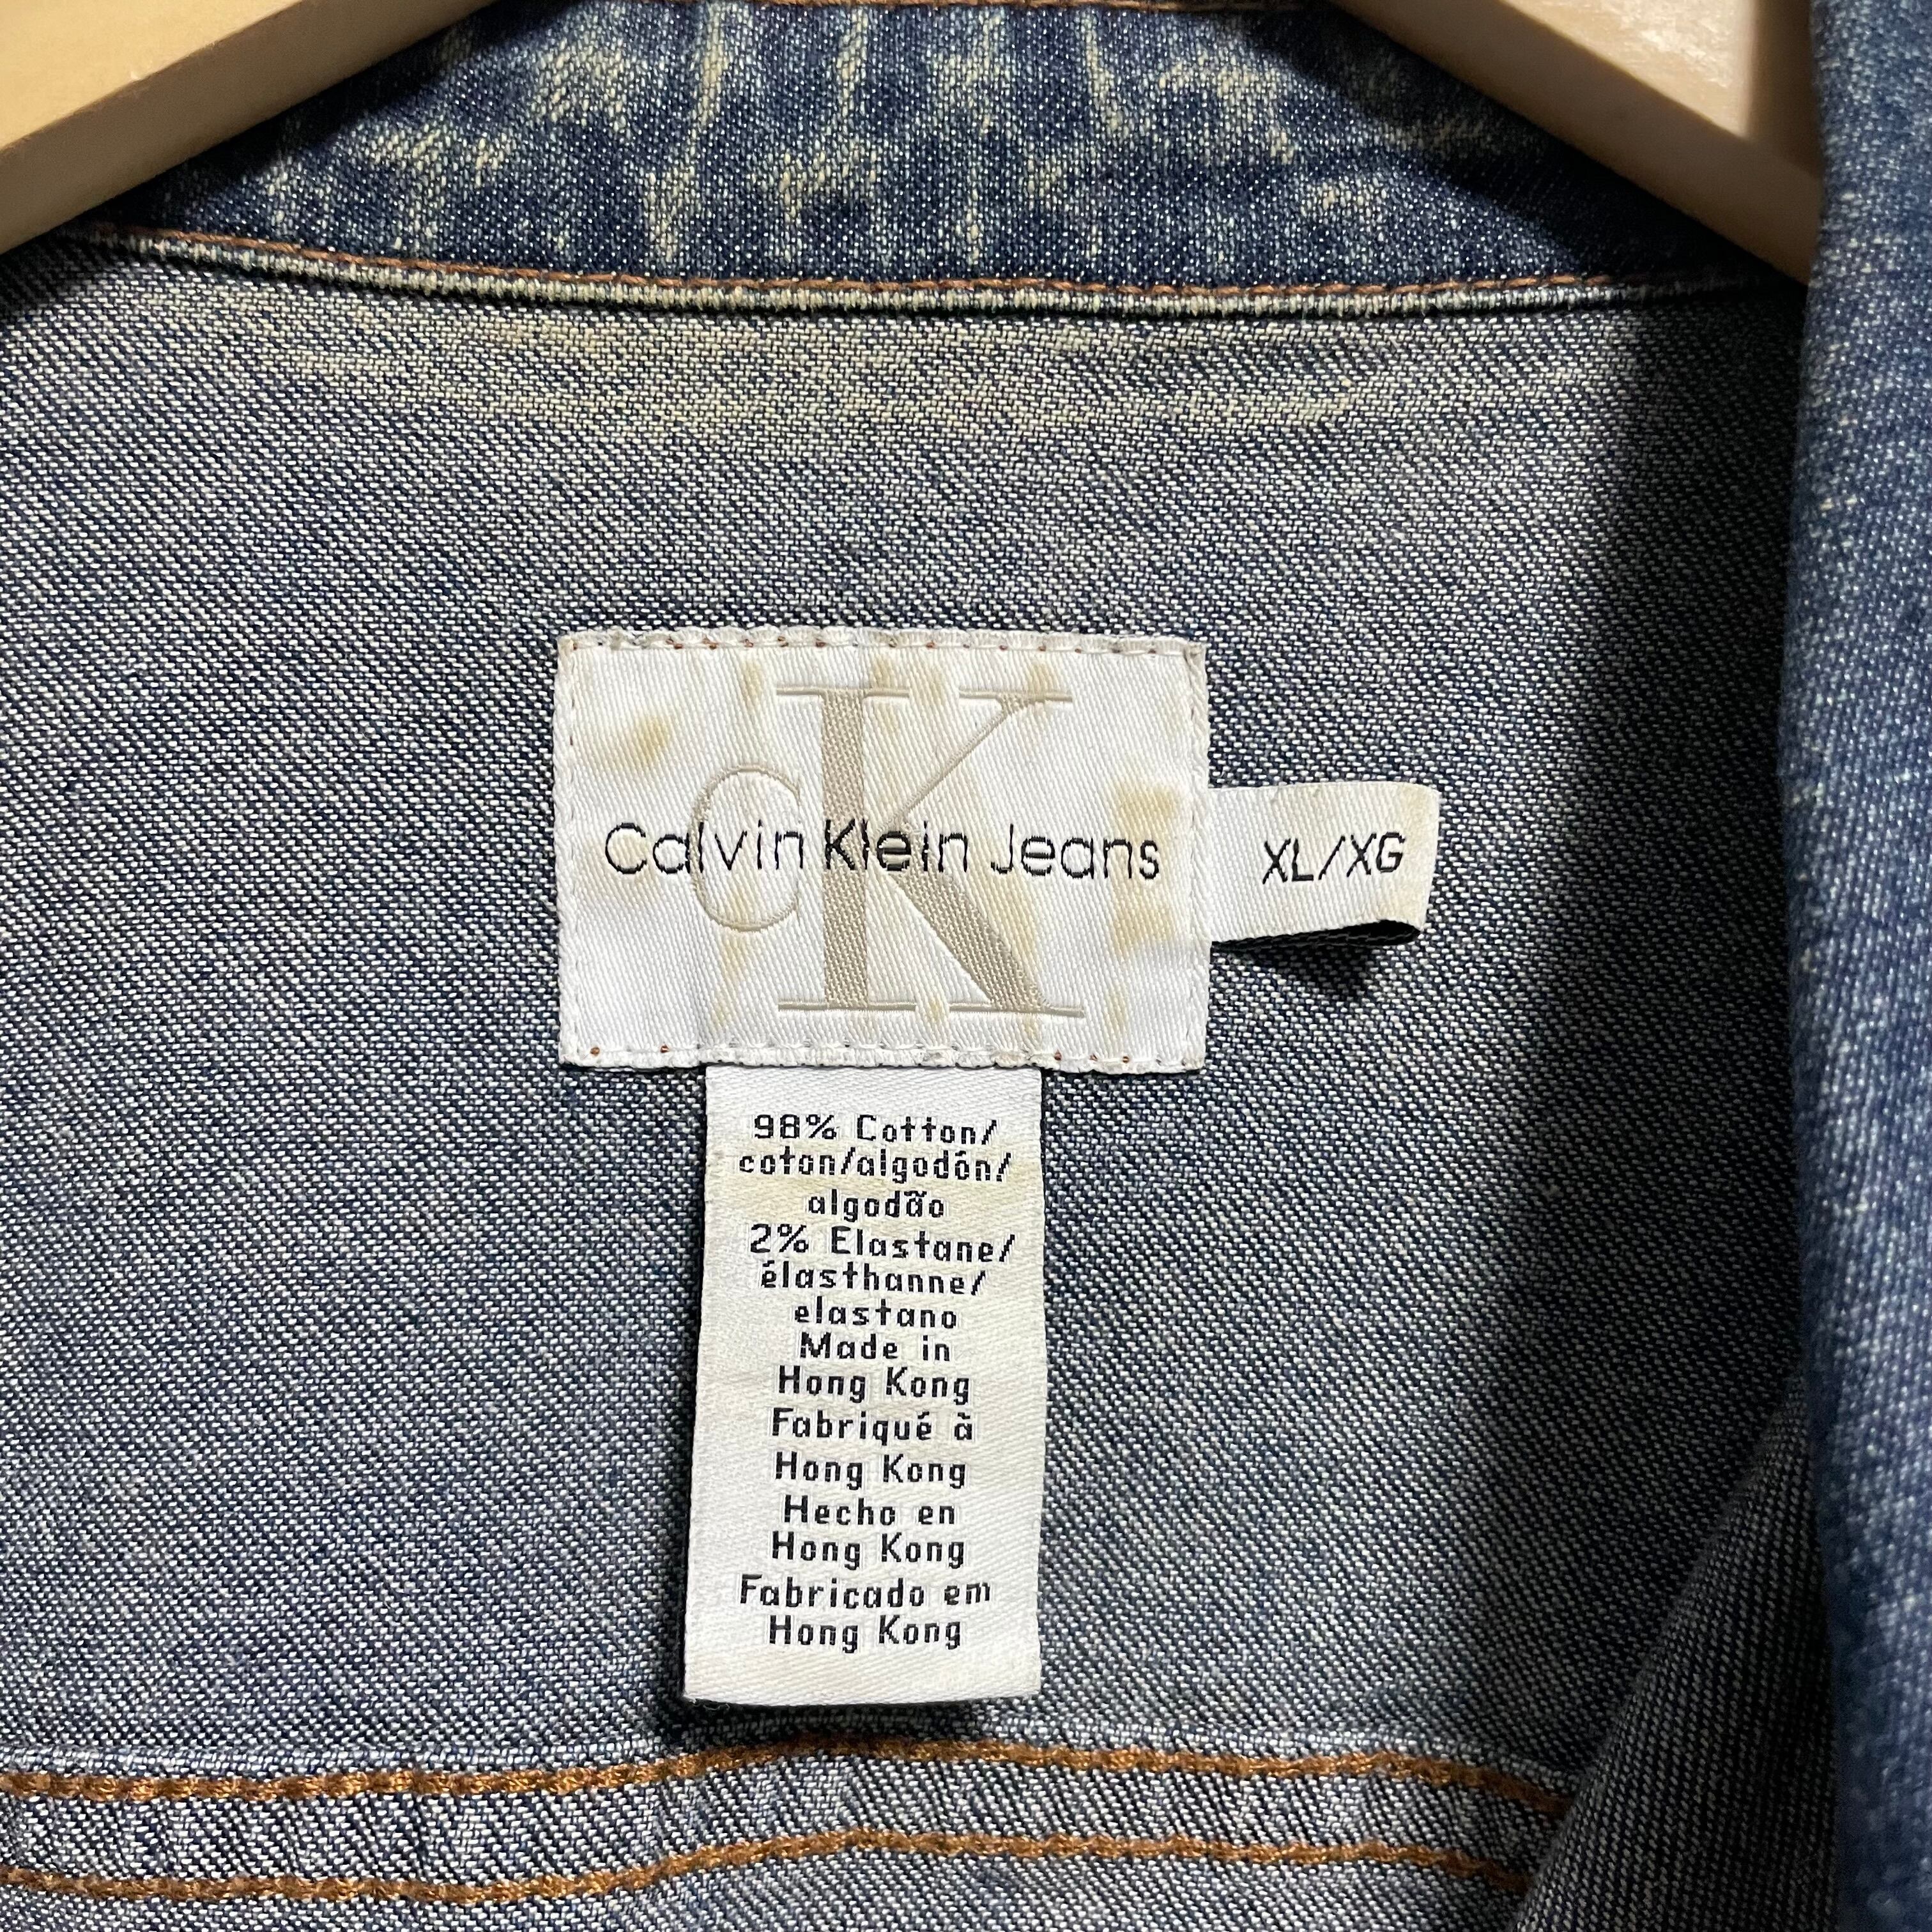 cK
Calvin Klein Jeans
XL/XG
98% Cotton/
coton/algodón/
algodão
2% Elastane/
élasthanne/
elastano
Made in
Hong Kong
Fabriqué à
Hong Kong
Hecho en
Hong Kong
Fabricado em
Hong Kong